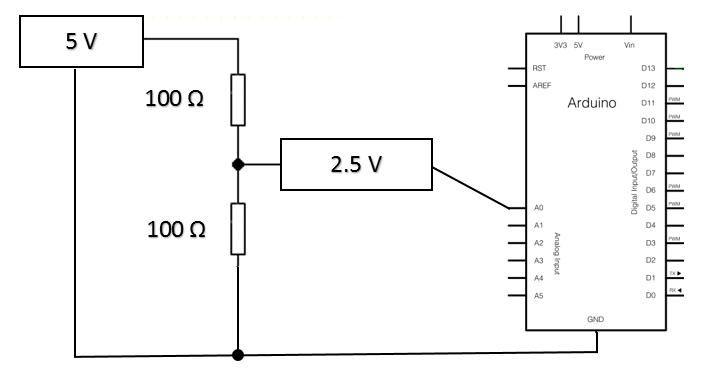 5 V
100 Ω
100 Ω
2.5 V
3V3 5V Vin
Power
RST
AREF
Arduino
A0
A1
A2
A3
A4
A5
Analog Input
Digital Input/Output
D13
D12
D11 PWM
D10 PWM
D9 PWM
D8
D7
D6 PWM
D5 PWM
D4
D3 PWM
D2
D1 TX ▶
D0 RX ◀
GND